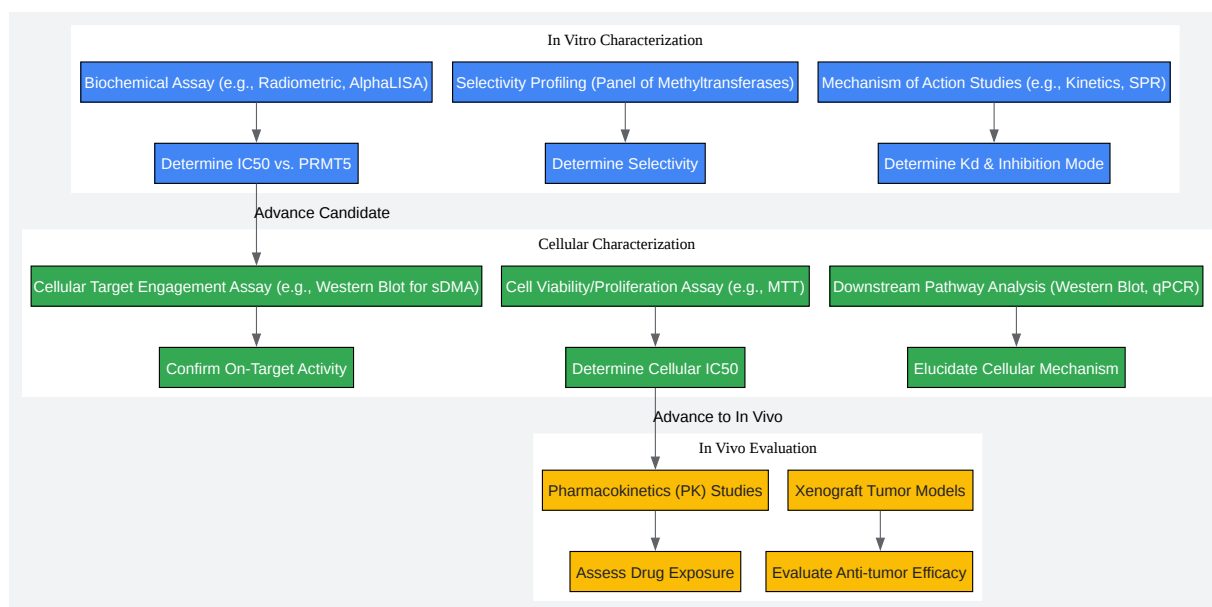 In Vitro Characterization
Biochemical Assay (e.g., Radiometric, AlphaLISA)
Selectivity Profiling (Panel of Methyltransferases)
Mechanism of Action Studies (e.g., Kinetics, SPR)
Determine IC50 vs. PRMT5
Determine Selectivity
Determine Kd & Inhibition Mode
Advance Candidate
Cellular Characterization
Cellular Target Engagement Assay (e.g., Western Blot for sDMA)
Cell Viability/Proliferation Assay (e.g., MTT)
Downstream Pathway Analysis (Western Blot, qPCR)
Confirm On-Target Activity
Determine Cellular IC50
Elucidate Cellular Mechanism
Advance to In Vivo
In Vivo Evaluation
Pharmacokinetics (PK) Studies
Xenograft Tumor Models
Assess Drug Exposure
Evaluate Anti-tumor Efficacy